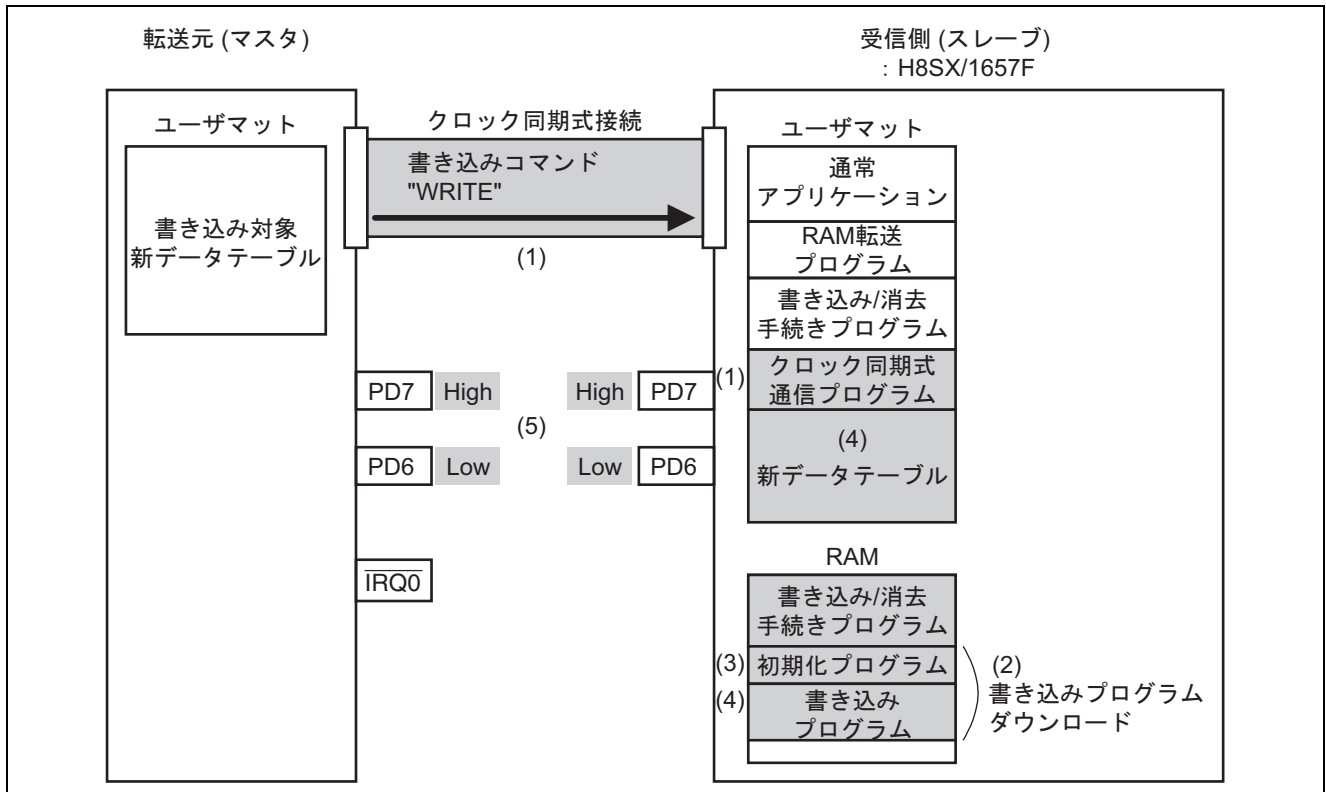 転送元 (マスタ)
受信側 (スレーブ)
: H8SX/1657F
ユーザマット
書き込み対象
新データテーブル
クロック同期式接続
書き込みコマンド
"WRITE"
(1)
ユーザマット
通常
アプリケーション
RAM転送
プログラム
書き込み/消去
手続きプログラム
(1)
クロック同期式
通信プログラム
(4)
新データテーブル
PD7 High
High PD7
(5)
PD6 Low
Low PD6
IRQ0
RAM
書き込み/消去
手続きプログラム
(3) 初期化プログラム
(4) 書き込み
プログラム
(2)
書き込みプログラム
ダウンロード